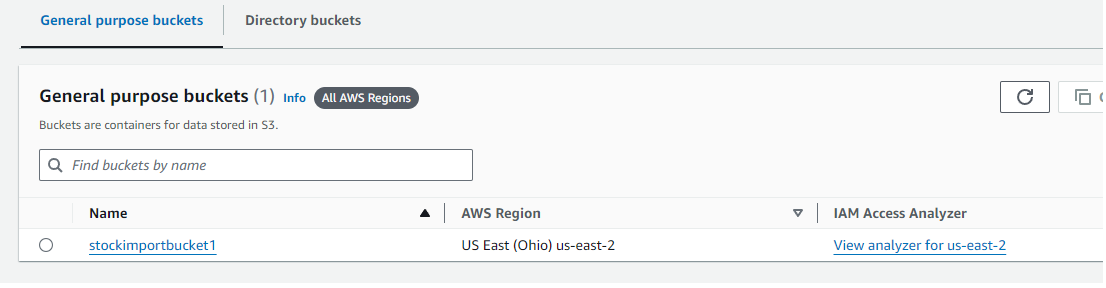 General purpose buckets Directory buckets
General purpose buckets (1) Info All AWS Regions
Buckets are containers for data stored in S3.
Find buckets by name
Name AWS Region IAM Access Analyzer
stockimportbucket1 US East (Ohio) us-east-2 View analyzer for us-east-2